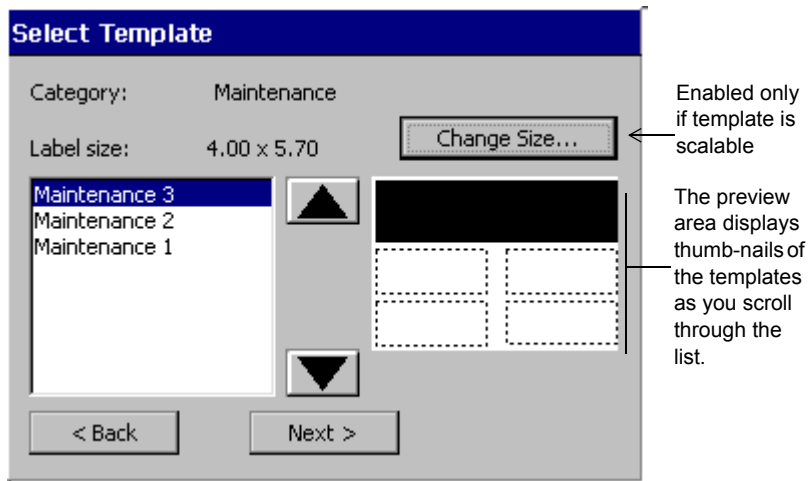 Select Template
Category: Maintenance
Label size: 4.00 x 5.70
Change Size...
Maintenance 3
Maintenance 2
Maintenance 1
< Back
Next >
Enabled only
if template is
scalable
The preview
area displays
thumb-nails of
the templates
as you scroll
through the
list.